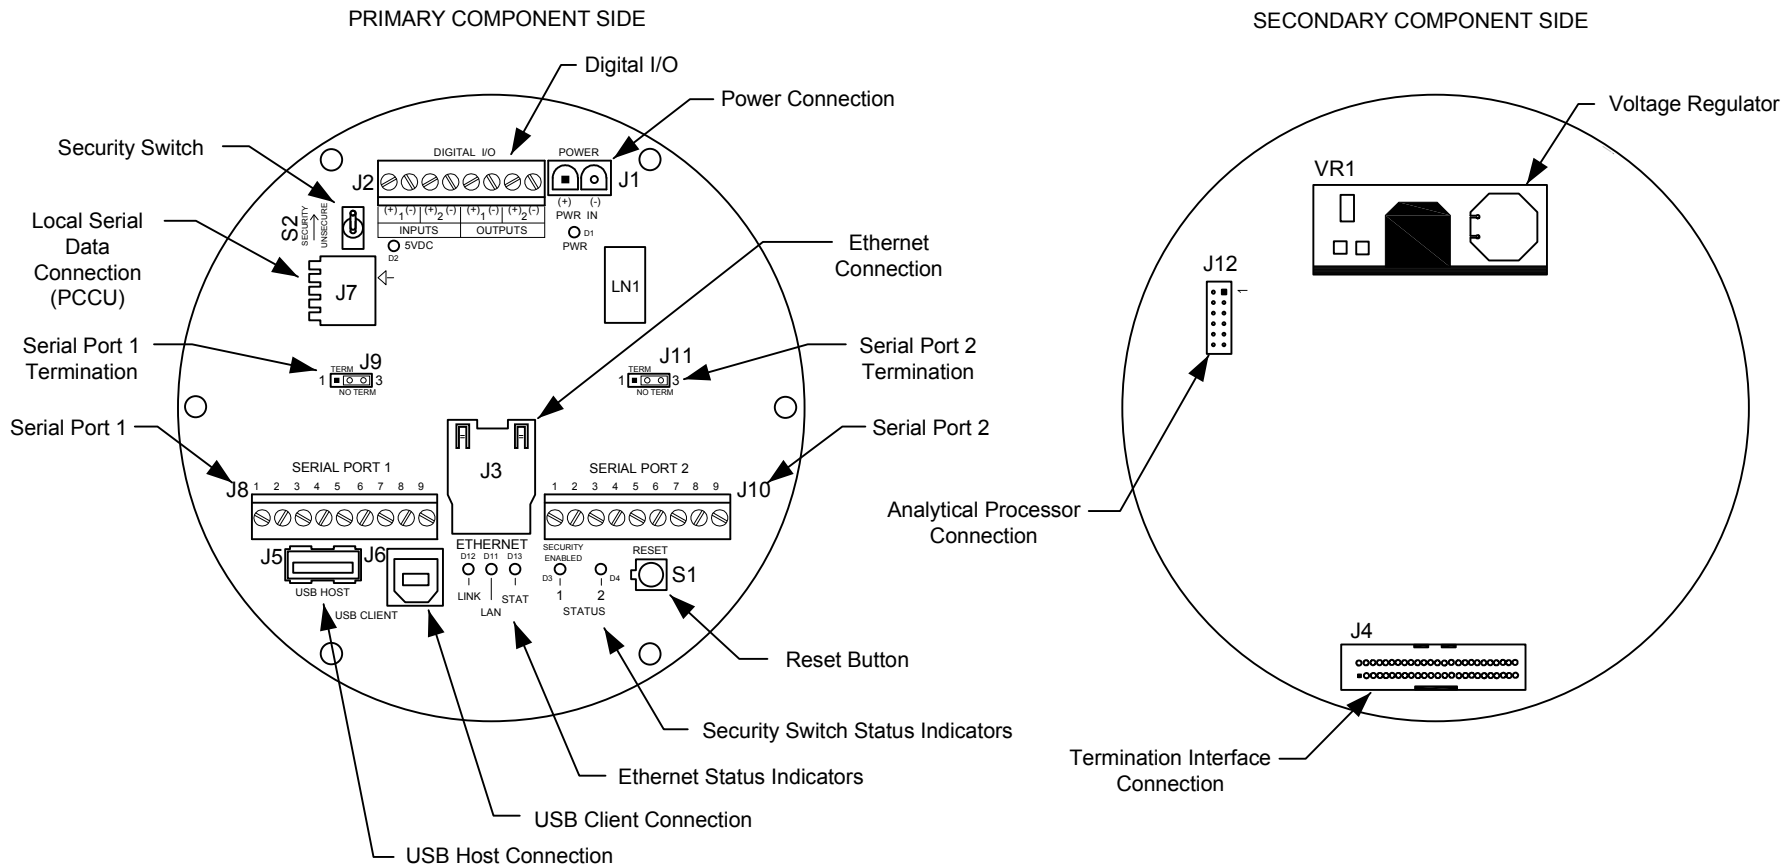 PRIMARY COMPONENT SIDE
SECONDARY COMPONENT SIDE
Digital I/O
Power Connection
Voltage Regulator
Security Switch
Local Serial
Data
Connection
(PCCU)
Serial Port 1
Termination
Serial Port 1
DIGITAL I/O
POWER
J2
J1
(+) (-) (+) (-) (+) (-) (+) (-)
1 2 1 2
INPUTS OUTPUTS
(+) (-)
PWR IN
D1
PWR
5VDC
D2
S2
SECURITY
UNSECURE
J7
LN1
Ethernet
Connection
TERM
J9
1 3
NO TERM
TERM
J11
1 3
NO TERM
Serial Port 2
Termination
Serial Port 2
SERIAL PORT 1
J8
1 2 3 4 5 6 7 8 9
J3
SERIAL PORT 2
1 2 3 4 5 6 7 8 9
J10
J5
USB HOST
J6
USB CLIENT
ETHERNET
D12 D11 D13
LINK
LAN
STAT
SECURITY
ENABLED
D3 D4
1 2
STATUS
RESET
S1
Reset Button
Security Switch Status Indicators
Ethernet Status Indicators
USB Client Connection
USB Host Connection
VR1
J12
1
Analytical Processor
Connection
J4
Termination Interface
Connection